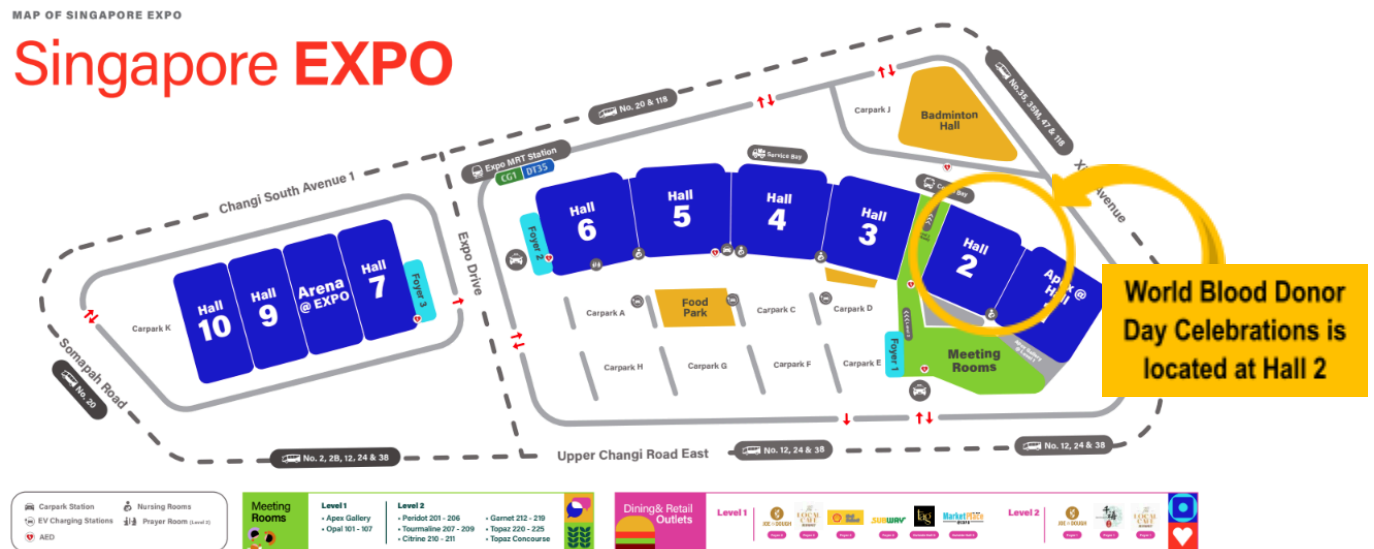 MAP OF SINGAPORE EXPO
Singapore EXPO
No. 20 & 118
No.35, 35M, 47 & 118
Carpark J
Badminton
Hall
Expo MRT Station
CG1 DT35
Service Bay
Changi South Avenue 1
Avenue
Hall
6
Hall
5
Hall
4
Hall
3
Hall
2
Apex @
Foyer 2
Expo Drive
Hall
10
Hall
9
Arena
@ EXPO
Hall
7
Foyer 3
Carpark K
World Blood Donor
Day Celebrations is
located at Hall 2
Carpark A
Food
Park
Carpark C
Carpark D
Carpark H
Carpark G
Carpark F
Carpark E
Foyer 1
Meeting
Rooms
Somapah Road
No. 20
No. 2, 2B, 12, 24 & 38
Upper Changi Road East
No. 12, 24 & 38
No. 12, 24 & 38
Carpark Station
Nursing Rooms
EV Charging Stations
Prayer Room (Level 2)
AED
Meeting
Rooms
Level 1
• Apex Gallery
• Opal 101 - 107
Level 2
• Peridot 201 - 206
• Tourmaline 207 - 209
• Citrine 210 - 211
• Garnet 212 - 219
• Topaz 220 - 225
• Topaz Concourse
Dining & Retail
Outlets
Level 1
SUBWAY
MarketPlace
Level 2